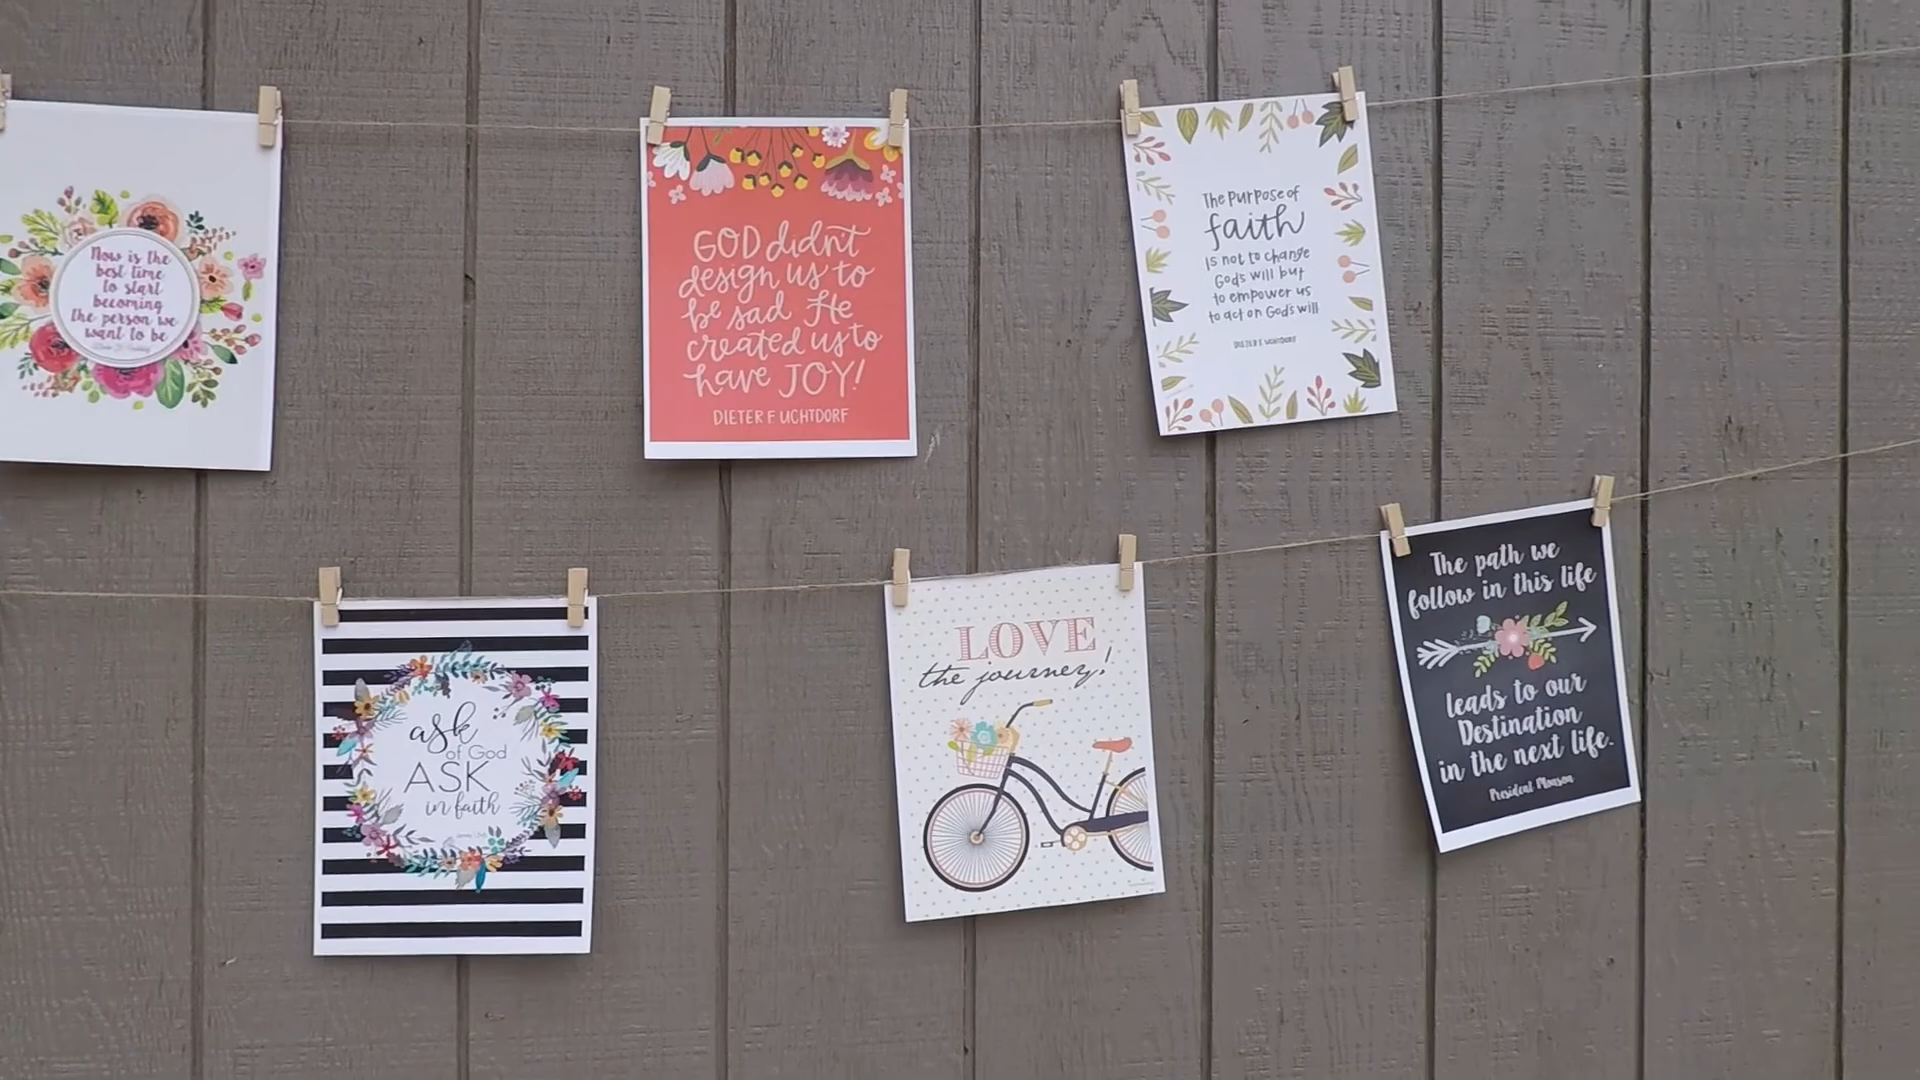 Now is the
best time
to start
becoming
the person we
want to be
GOD didn't
design us to
be sad He
created us to
have JOY!
DIETER F UCHTDORF
The purpose of
faith
is not to change
God's will but
to empower us
to act on God's will
DIETER F. UCHTDORF
ask
of God
ASK
in faith
LOVE
the journey!
The path we
follow in this life
leads to our
Destination
in the next life.
President Monson